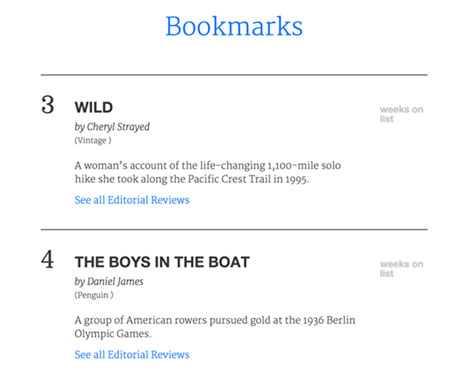 Bookmarks
3
WILD
weeks on
list
by Cheryl Strayed
(Vintage )
A woman's account of the life-changing 1,100-mile solo
hike she took along the Pacific Crest Trail in 1995.
See all Editorial Reviews
4
THE BOYS IN THE BOAT
weeks on
list
by Daniel James
(Penguin )
A group of American rowers pursued gold at the 1936 Berlin
Olympic Games.
See all Editorial Reviews